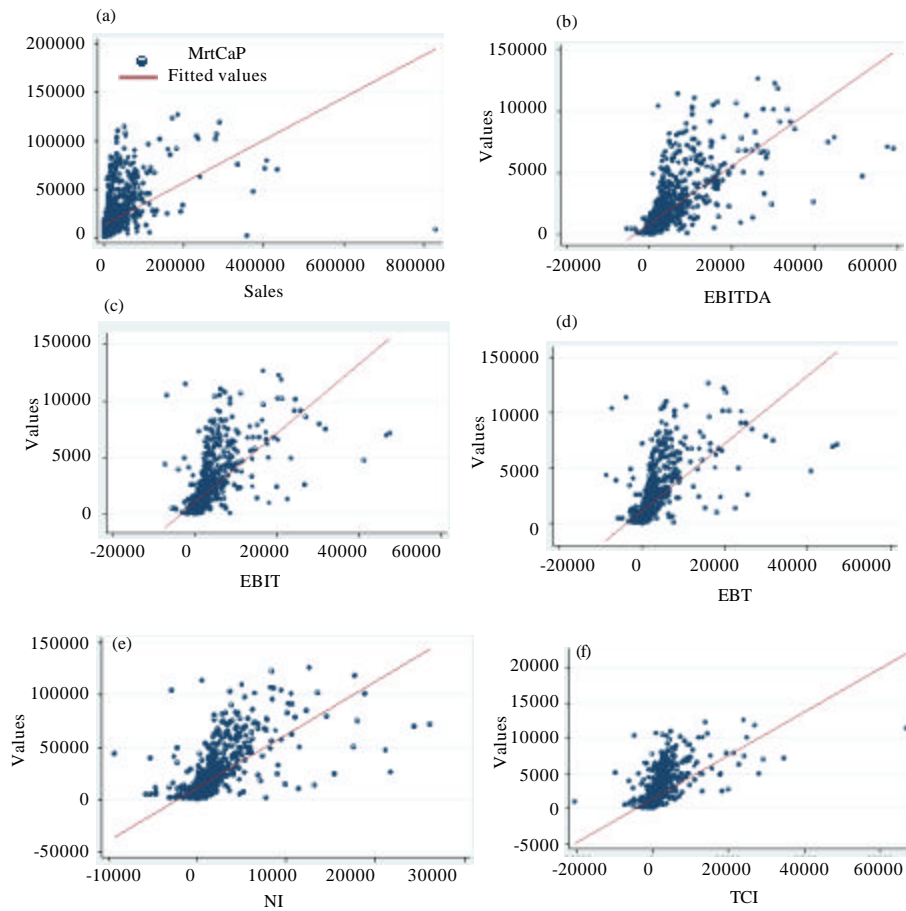 (a)
200000
150000
100000
50000
0
MrtCaP
Fitted values
0 200000 400000 600000 800000
Sales
(b)
Values
150000
10000
5000
0
-20000 0 20000 40000 60000
EBITDA
(c)
Values
150000
10000
5000
0
-20000 0 20000 40000 60000
EBIT
(d)
Values
150000
10000
5000
0
-20000 0 20000 40000 60000
EBT
(e)
Values
150000
100000
50000
0
-50000
-10000 0 10000 20000 30000
NI
(f)
Values
20000
15000
10000
5000
0
-5000
-20000 0 20000 40000 60000
TCI